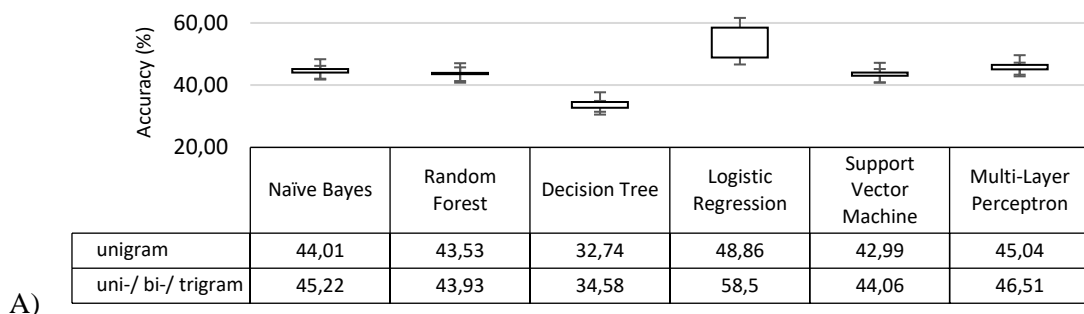 Accuracy (%)
60,00
40,00
20,00
Naïve Bayes Random Forest Decision Tree Logistic Regression Support Vector Machine Multi-Layer Perceptron
unigram 44,01 43,53 32,74 48,86 42,99 45,04
uni-/ bi-/ trigram 45,22 43,93 34,58 58,5 44,06 46,51
A)